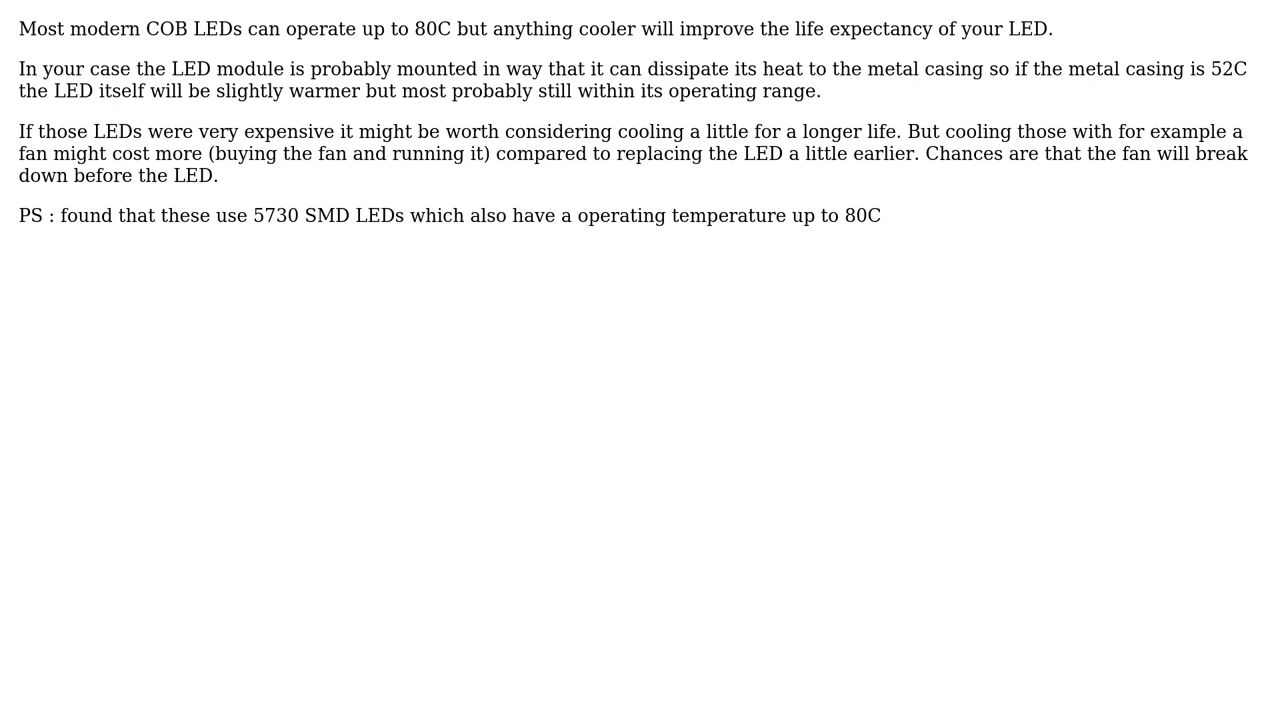 Most modern COB LEDs can operate up to 80C but anything cooler will improve the life expectancy of your LED.
In your case the LED module is probably mounted in way that it can dissipate its heat to the metal casing so if the metal casing is 52C
the LED itself will be slightly warmer but most probably still within its operating range.
If those LEDs were very expensive it might be worth considering cooling a little for a longer life. But cooling those with for example a
fan might cost more (buying the fan and running it) compared to replacing the LED a little earlier. Chances are that the fan will break
down before the LED.
PS : found that these use 5730 SMD LEDs which also have a operating temperature up to 80C